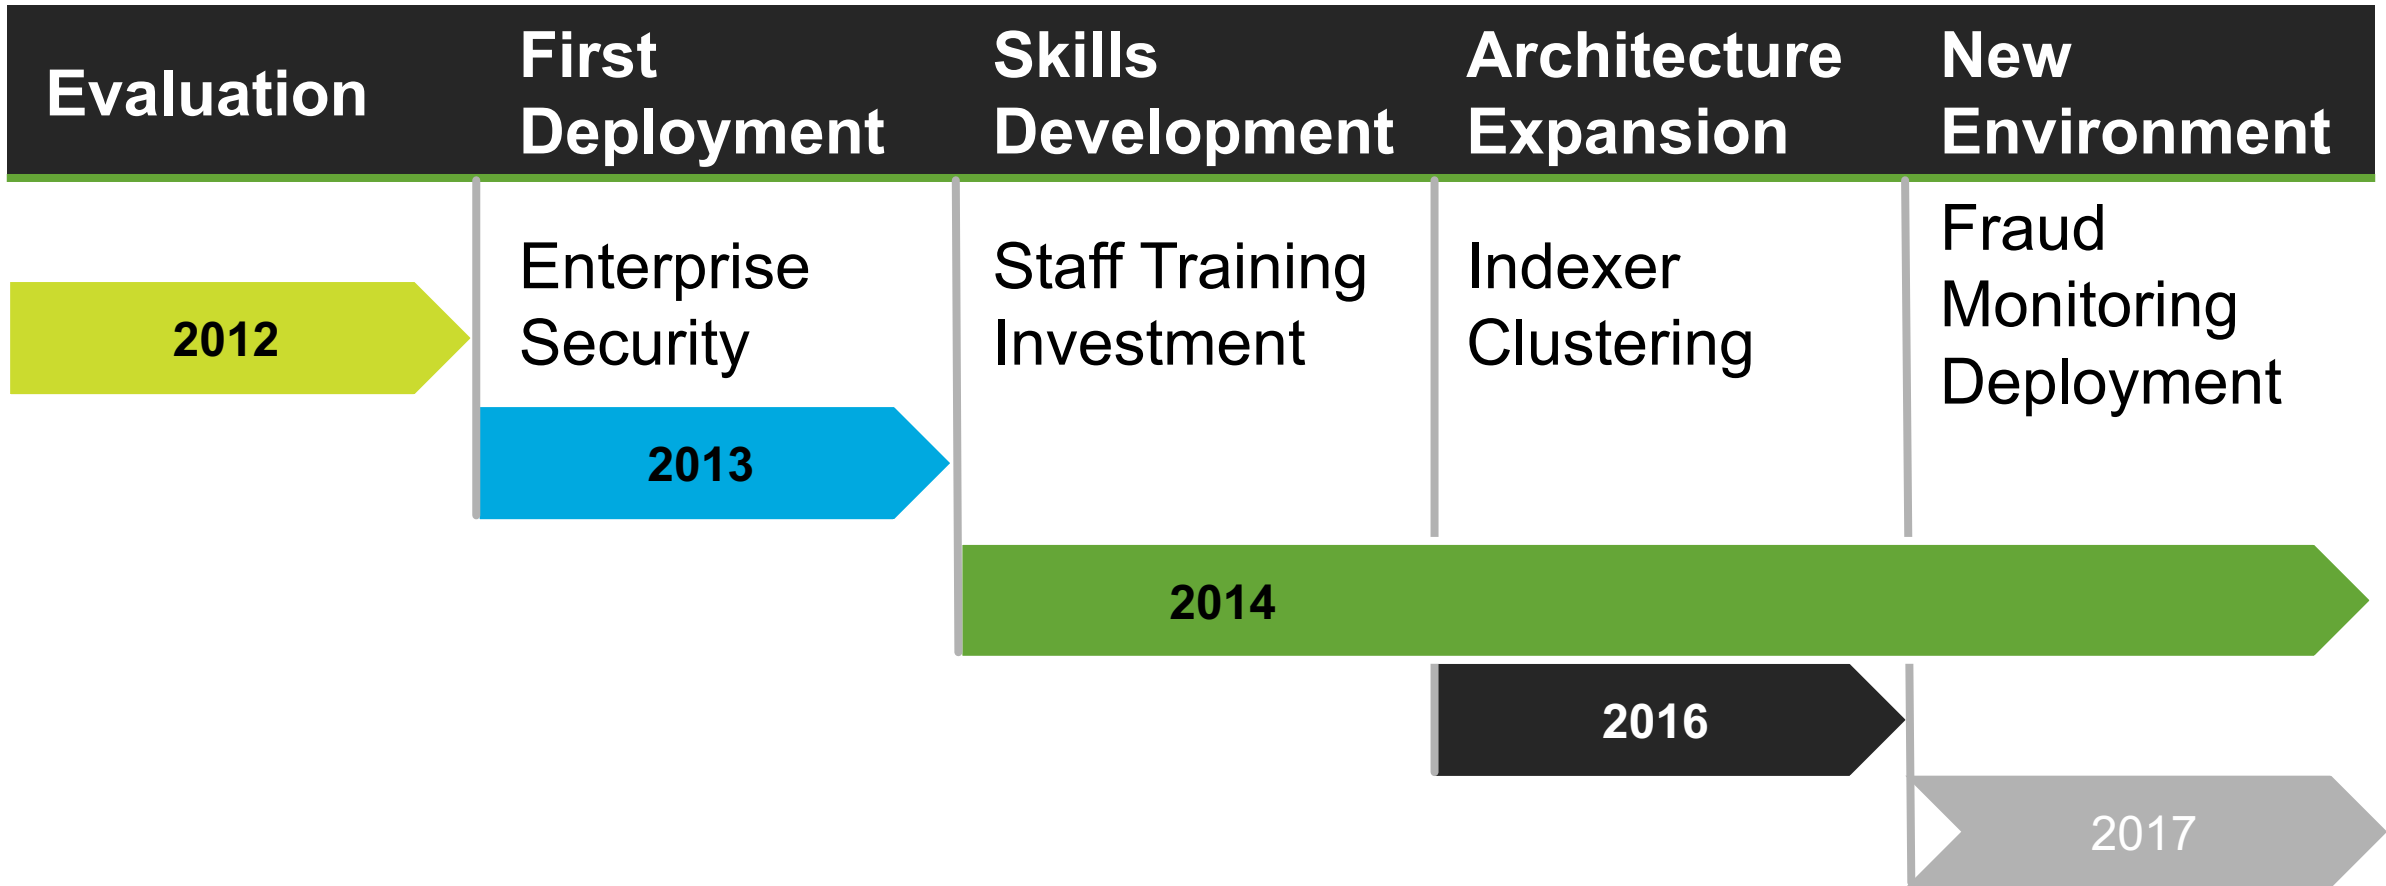 Evaluation
First
Deployment
Skills
Development
Architecture
Expansion
New
Environment
2012
Enterprise
Security
2013
Staff Training
Investment
2014
Indexer
Clustering
2016
Fraud
Monitoring
Deployment
2017